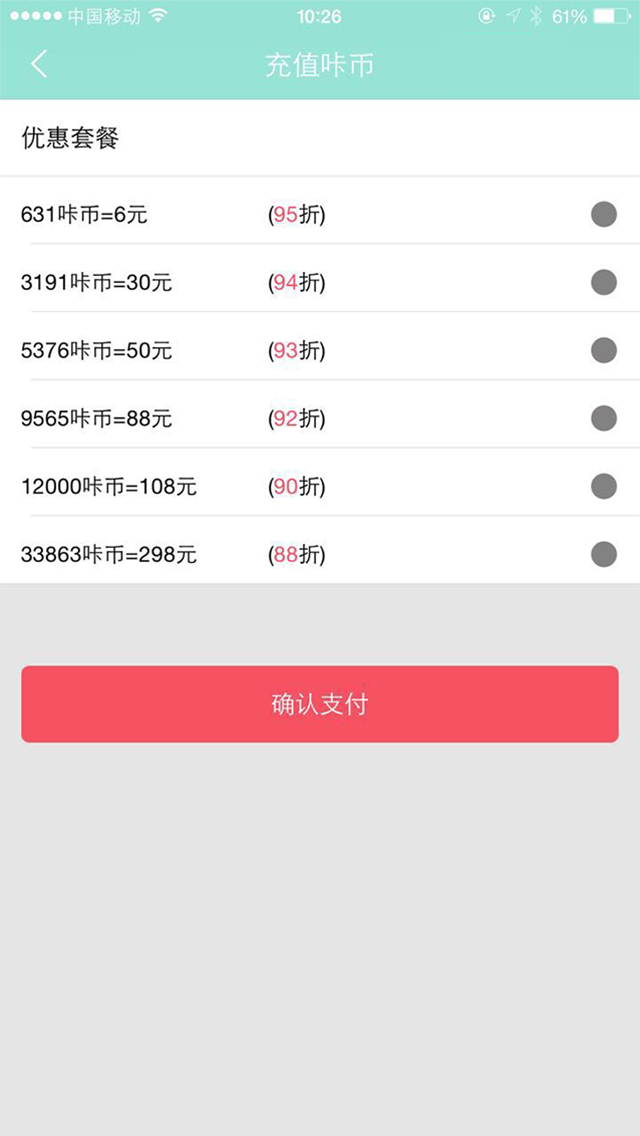 中国移动 10:26 61%
充值咔币
优惠套餐
631咔币=6元 (95折)
3191咔币=30元 (94折)
5376咔币=50元 (93折)
9565咔币=88元 (92折)
12000咔币=108元 (90折)
33863咔币=298元 (88折)
确认支付